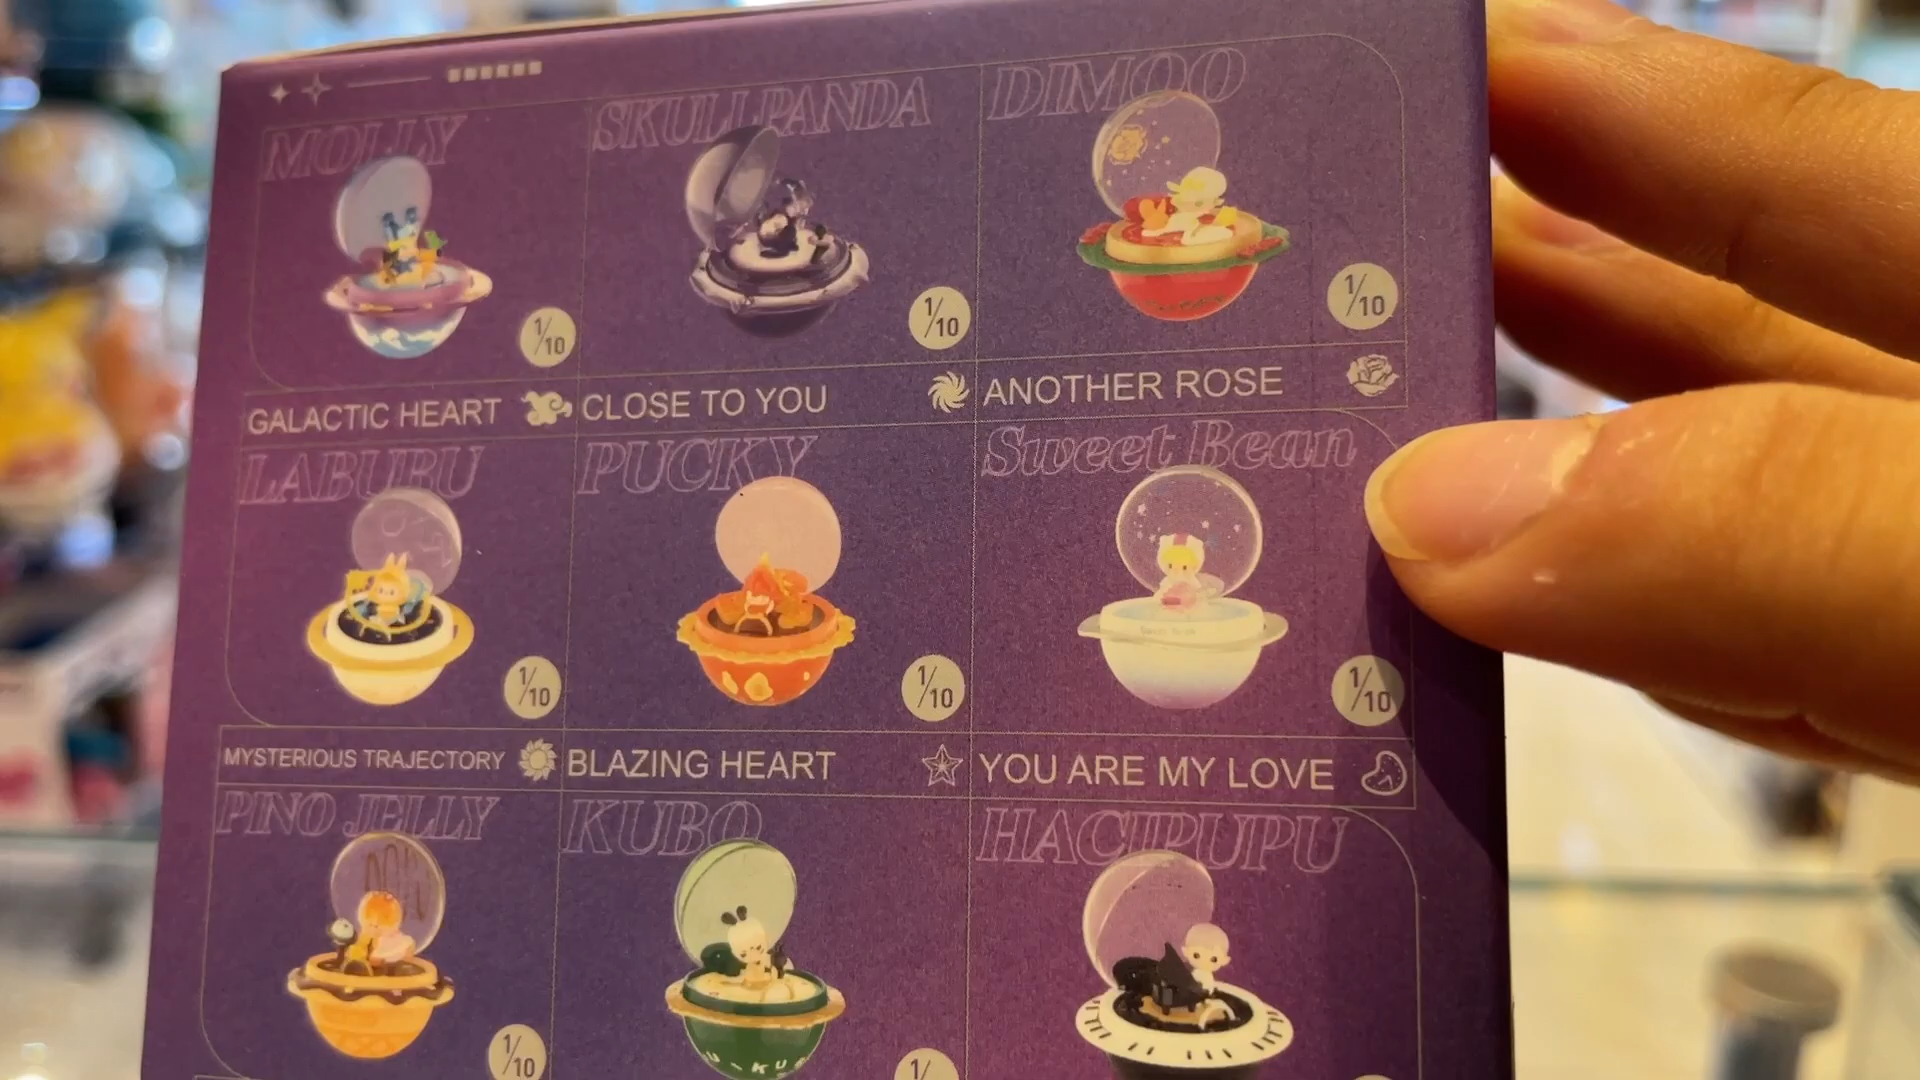 MOLLY
SKULLPANDA
DIMOO
1/10
1/10
1/10
GALACTIC HEART
CLOSE TO YOU
ANOTHER ROSE
LABUBU
PUCKY
Sweet Bean
1/10
1/10
1/10
MYSTERIOUS TRAJECTORY
BLAZING HEART
YOU ARE MY LOVE
PINO JELLY
KUBO
HACIPUPU
1/10
1/